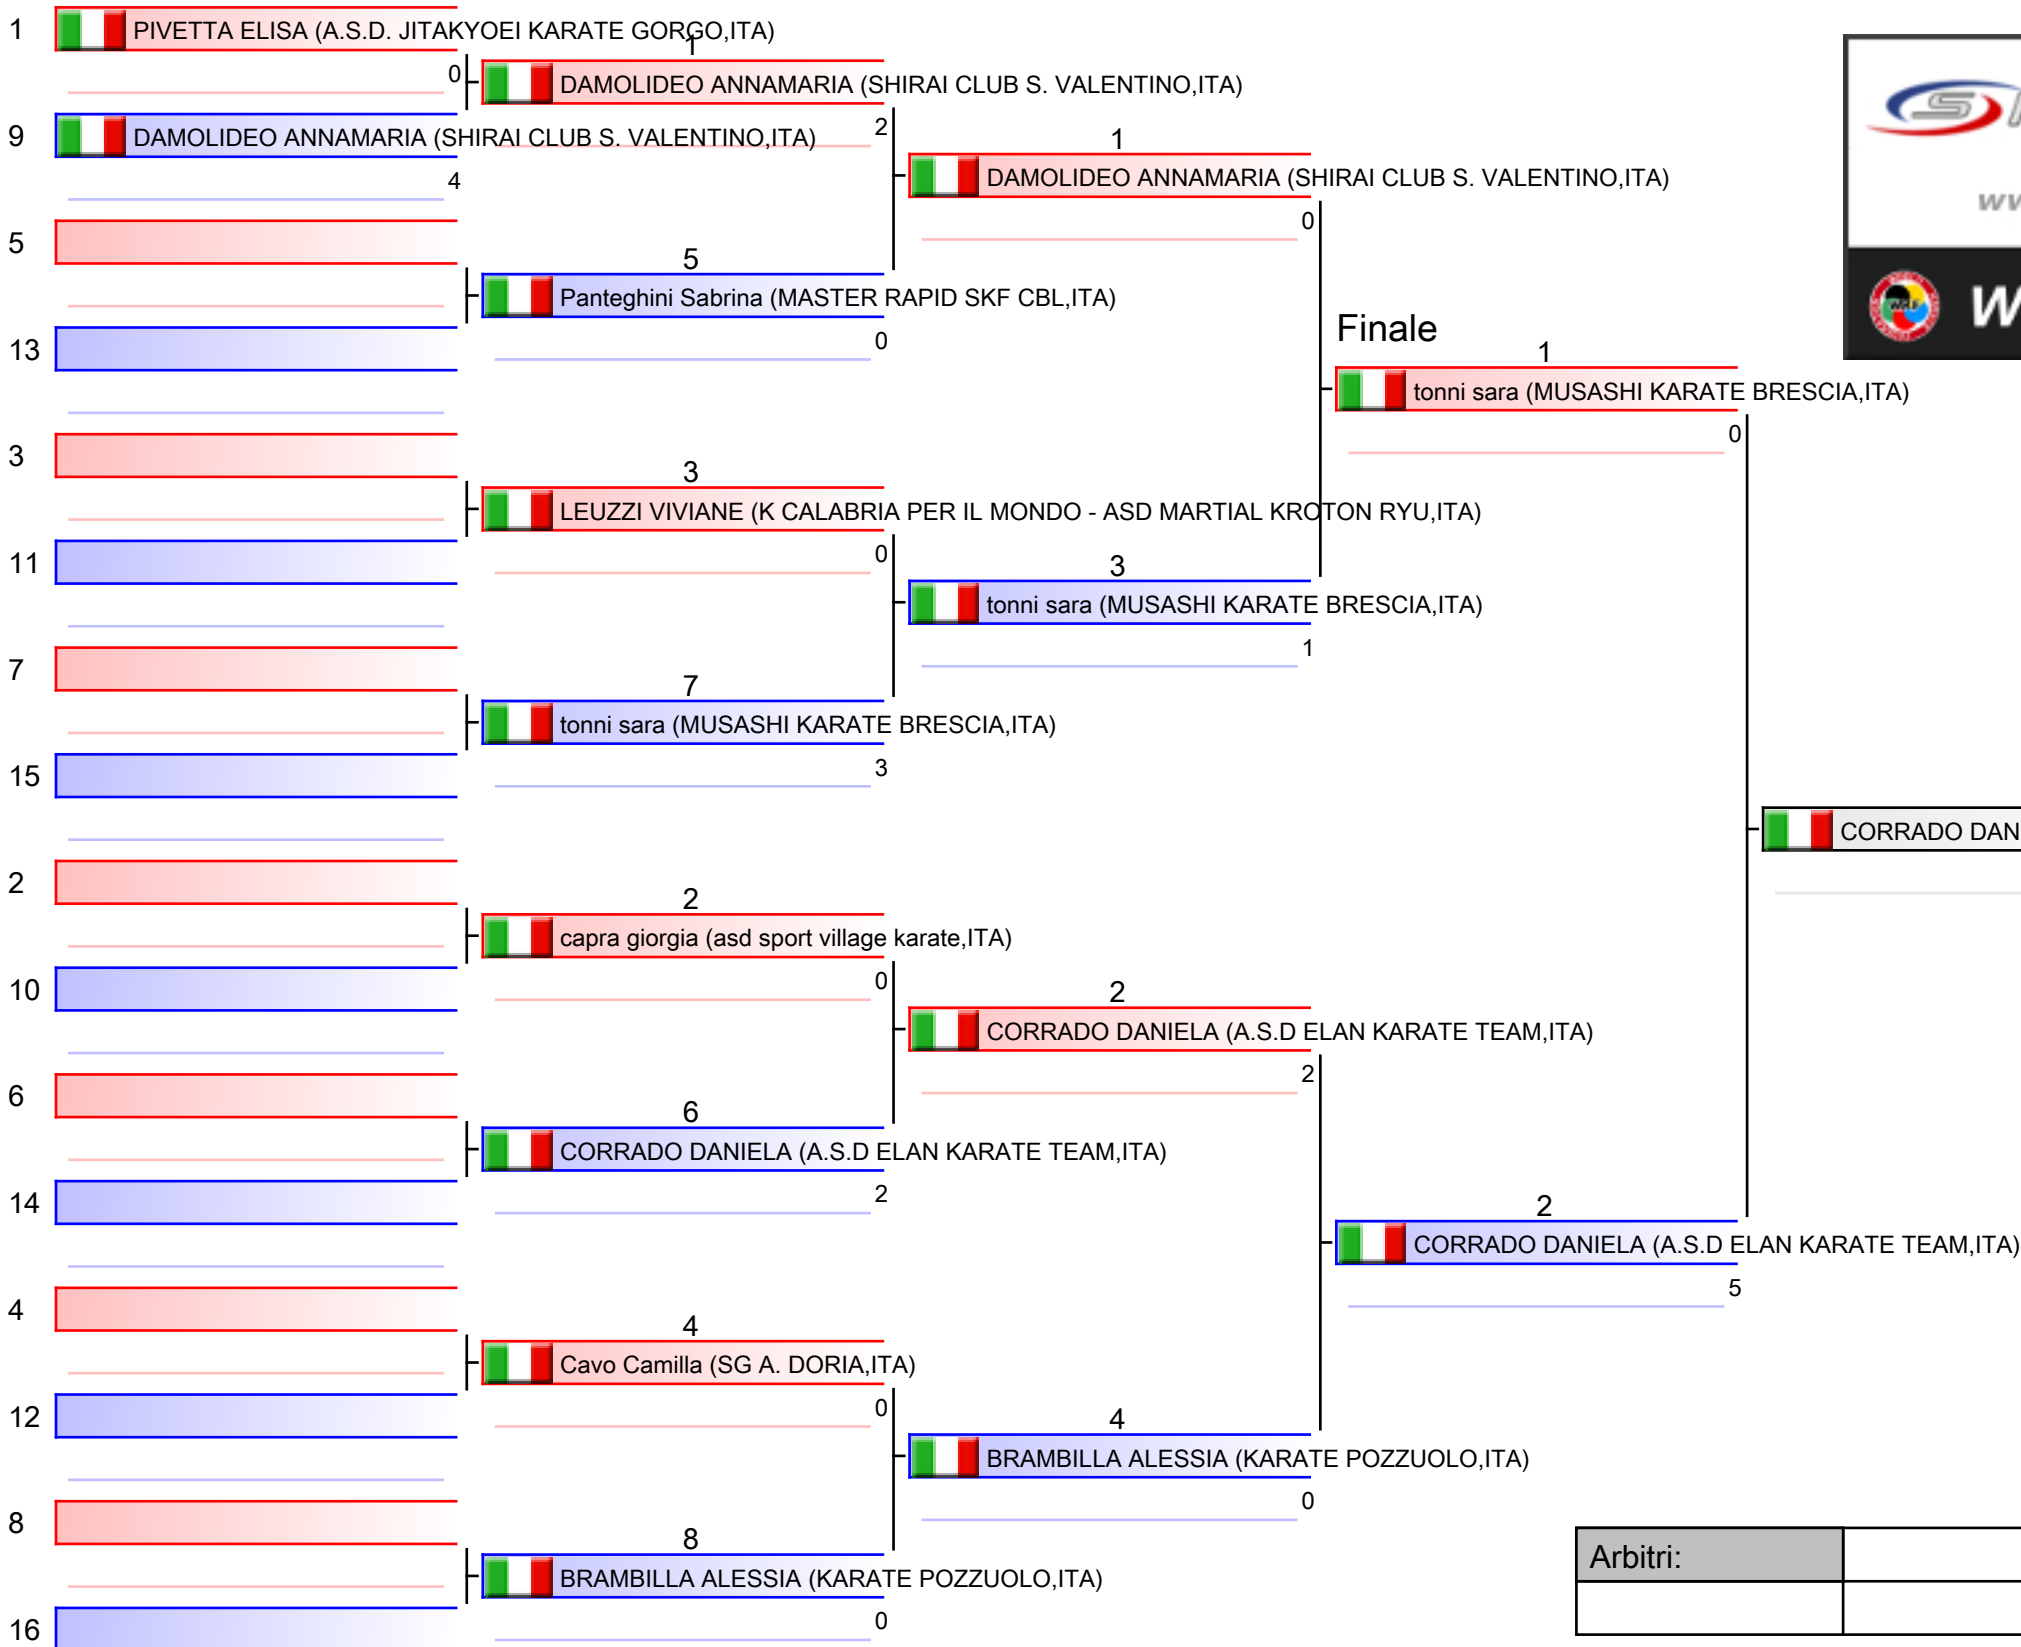 1 PIVETTA ELISA (A.S.D. JITAKYOEI KARATE GORGO,ITA)
0
1
DAMOLIDEO ANNAMARIA (SHIRAI CLUB S. VALENTINO,ITA)
2
9 DAMOLIDEO ANNAMARIA (SHIRAI CLUB S. VALENTINO,ITA)
4
1
DAMOLIDEO ANNAMARIA (SHIRAI CLUB S. VALENTINO,ITA)
0
5
5
Panteghini Sabrina (MASTER RAPID SKF CBL,ITA)
0
13
Finale
1
tonni sara (MUSASHI KARATE BRESCIA,ITA)
0
3
3
LEUZZI VIVIANE (K CALABRIA PER IL MONDO - ASD MARTIAL KROTON RYU,ITA)
0
11
3
tonni sara (MUSASHI KARATE BRESCIA,ITA)
1
7
7
tonni sara (MUSASHI KARATE BRESCIA,ITA)
3
15
CORRADO DAN
2
2
capra giorgia (asd sport village karate,ITA)
0
10
2
CORRADO DANIELA (A.S.D ELAN KARATE TEAM,ITA)
2
6
6
CORRADO DANIELA (A.S.D ELAN KARATE TEAM,ITA)
2
14
2
CORRADO DANIELA (A.S.D ELAN KARATE TEAM,ITA)
5
4
4
Cavo Camilla (SG A. DORIA,ITA)
0
12
4
BRAMBILLA ALESSIA (KARATE POZZUOLO,ITA)
0
8
8
BRAMBILLA ALESSIA (KARATE POZZUOLO,ITA)
0
16
Arbitri: